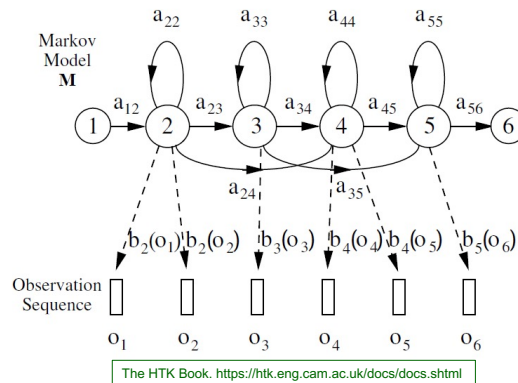 a22 a33 a44 a55
Markov
Model
M
a12 a23 a34 a45 a56
1 2 3 4 5 6
a24 a35
b2(o1) b2(o2) b3(o3) b4(o4) b4(o5) b5(o6)
Observation
Sequence
o1 o2 o3 o4 o5 o6
The HTK Book. https://htk.eng.cam.ac.uk/docs/docs.shtml